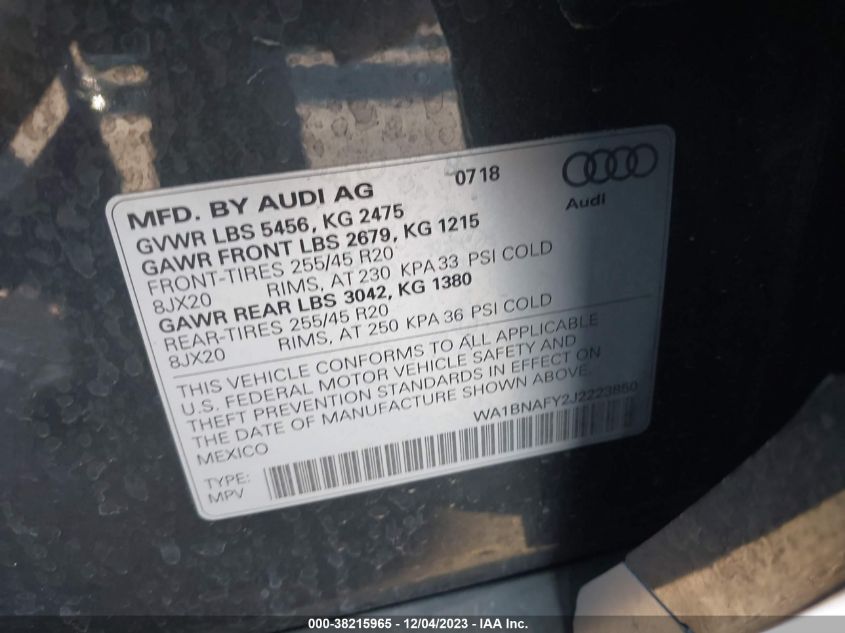 MFD. BY AUDI AG 0718
Audi
GVWR LBS 5456, KG 2475
GAWR FRONT LBS 2679, KG 1215
FRONT-TIRES 255/45 R20
8JX20 RIMS, AT 230 KPA 33 PSI COLD
GAWR REAR LBS 3042, KG 1380
REAR-TIRES 255/45 R20
8JX20 RIMS, AT 250 KPA 36 PSI COLD
THIS VEHICLE CONFORMS TO ALL APPLICABLE
U.S. FEDERAL MOTOR VEHICLE SAFETY AND
THEFT PREVENTION STANDARDS IN EFFECT ON
THE DATE OF MANUFACTURE SHOWN ABOVE.
MEXICO WA1BNAFY2J2223850
TYPE:
MPV
000-38215965 - 12/04/2023 - IAA Inc.